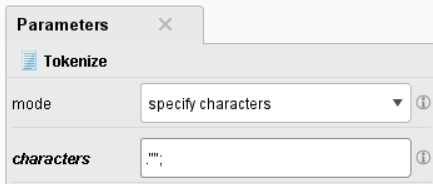 Parameters
Tokenize
mode specify characters
characters ."";